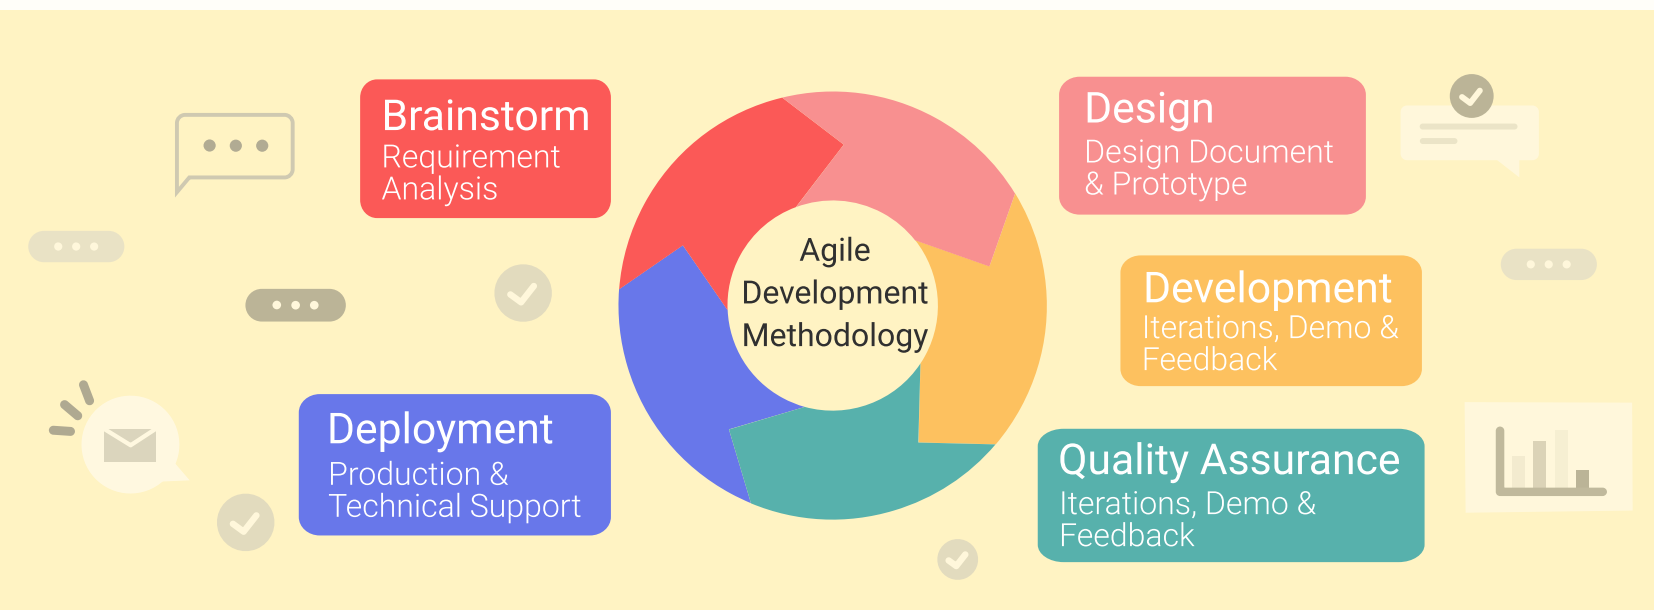 Brainstorm
Requirement
Analysis
Design
Design Document
& Prototype
Agile
Development
Methodology
Development
Iterations, Demo &
Feedback
Deployment
Production &
Technical Support
Quality Assurance
Iterations, Demo &
Feedback